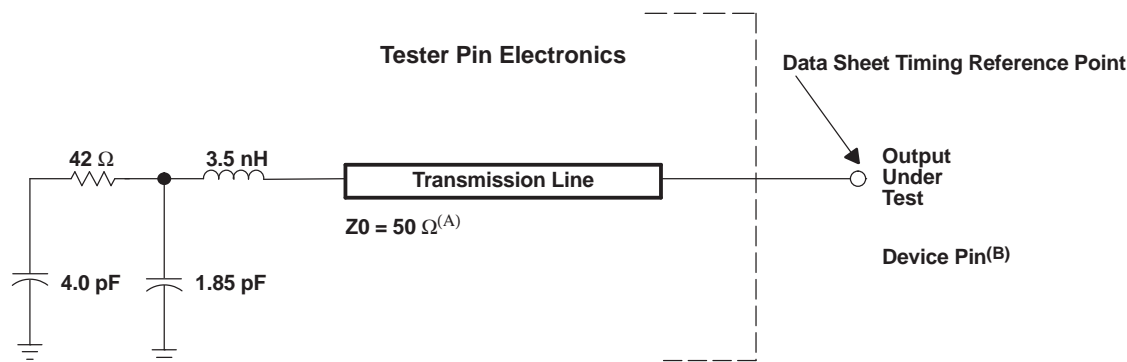 Tester Pin Electronics
Data Sheet Timing Reference Point
42 Ω
3.5 nH
Transmission Line
Output
Under
Test
Z0 = 50 Ω(A)
Device Pin(B)
4.0 pF
1.85 pF